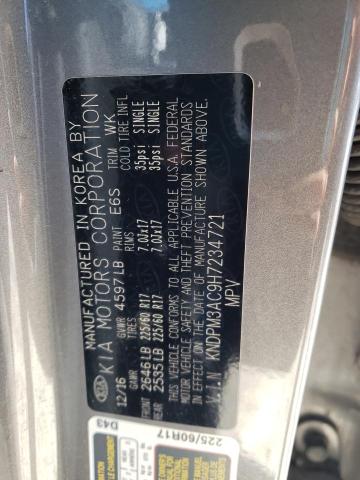 MANUFACTURED IN KOREA BY
KIA MOTORS CORPORATION
KIA
12/16 GVWR 4597LB PAINT E6S TRIM WK
GAWR TIRES COLD TIRE INFL
FRONT 2646LB 225/60 R17 7.0Jx17 35psi SINGLE
REAR 2535LB 225/60 R17 7.0Jx17 35psi SINGLE
THIS VEHICLE CONFORMS TO ALL APPLICABLE U.S.A. FEDERAL
MOTOR VEHICLE SAFETY AND THEFT PREVENTION STANDARDS
IN EFFECT ON THE DATE OF MANUFACTURE SHOWN ABOVE.
V.I.N KNDPM3AC9H7234721
MPV
D43
225/60R17